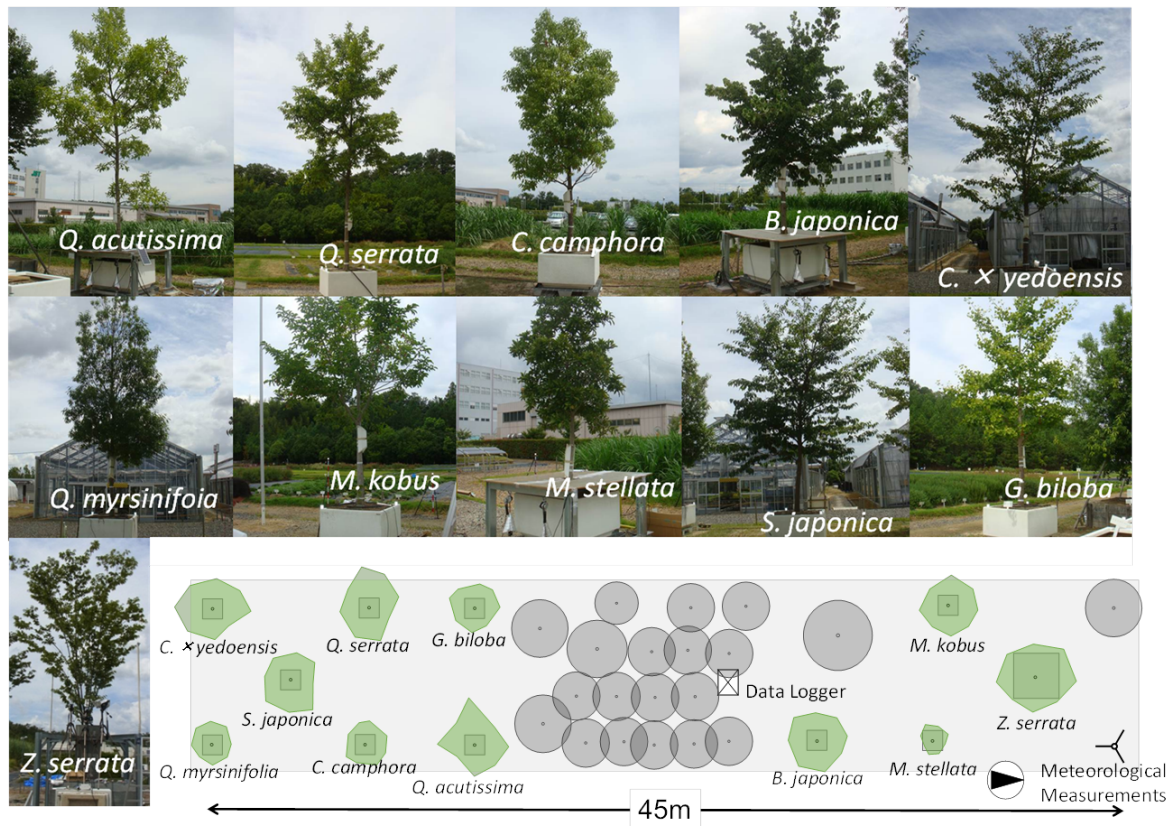 Q. acutissima
Q. serrata
C. camphora
B. japonica
C. × yedoensis
Q. myrsinifoia
M. kobus
M. stellata
S. japonica
G. biloba
Z. serrata
C. × yedoensis
Q. serrata
G. biloba
M. kobus
S. japonica
Data Logger
Z. serrata
Q. myrsinifolia
C. camphora
Q. acutissima
B. japonica
M. stellata
Meteorological
Measurements
45m